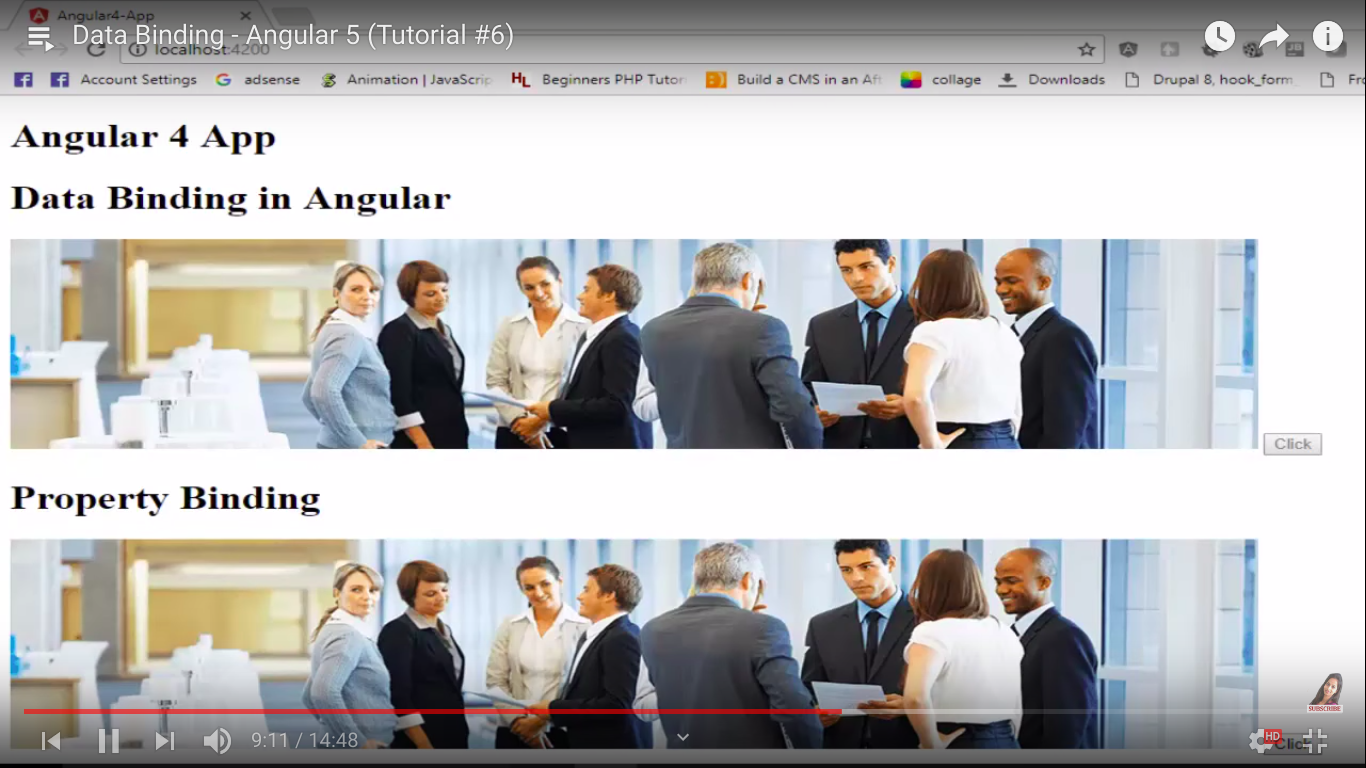 Angular4-App
Data Binding - Angular 5 (Tutorial #6)
localhost:4200
Account Settings adsense Animation | JavaScrip Beginners PHP Tutor Build a CMS in an Aft collage Downloads Drupal 8, hook_form_ Fro
Angular 4 App
Data Binding in Angular
Click
Property Binding
SUBSCRIBE
9:11 / 14:48
HD
Click